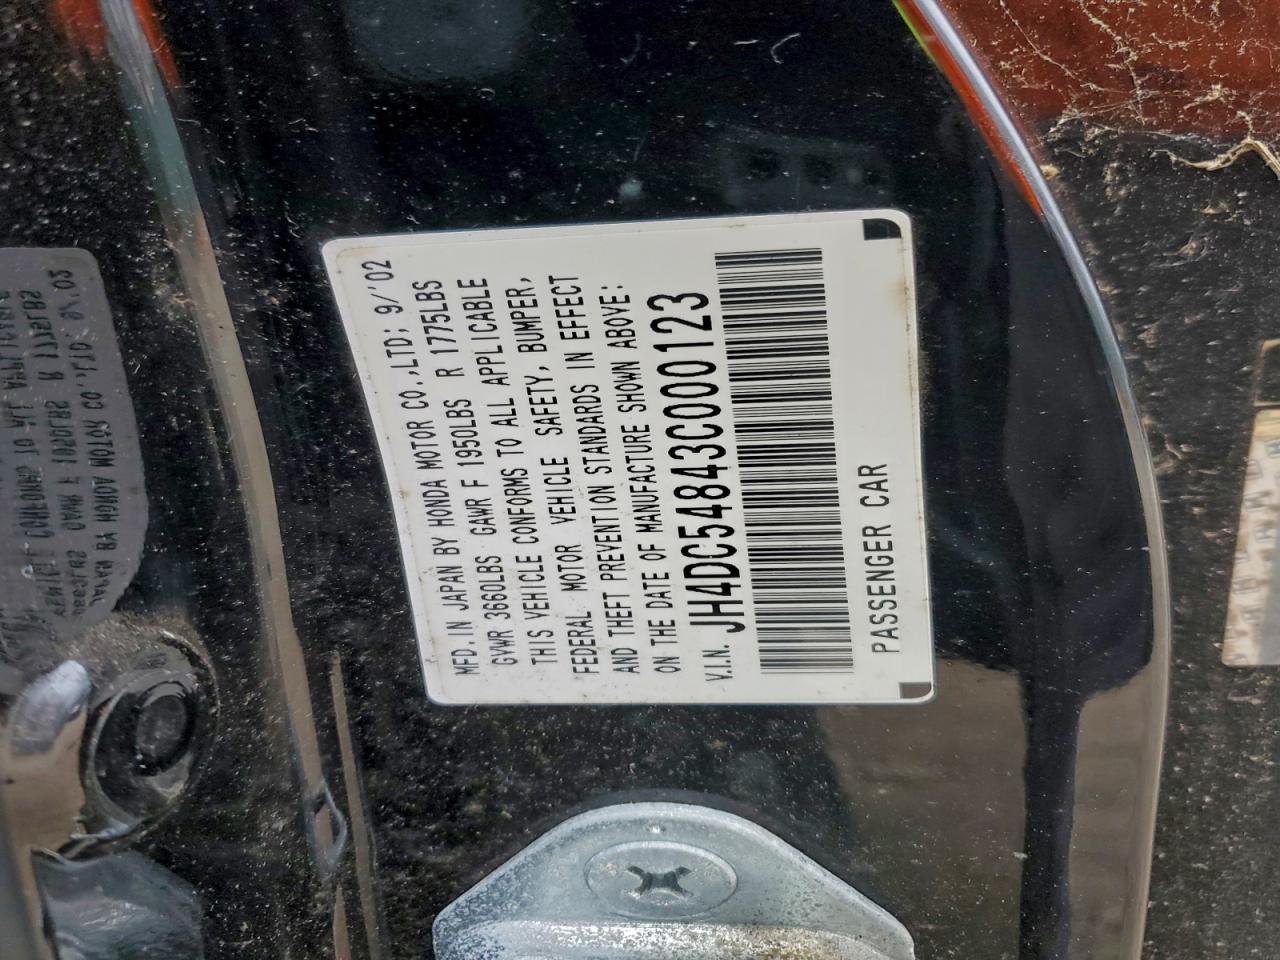 MFD. IN JAPAN BY HONDA MOTOR CO.,LTD; 9/'02
GVWR 3660LBS GAWR F 1950LBS R 1775LBS
THIS VEHICLE CONFORMS TO ALL APPLICABLE
FEDERAL MOTOR VEHICLE SAFETY, BUMPER,
AND THEFT PREVENTION STANDARDS IN EFFECT
ON THE DATE OF MANUFACTURE SHOWN ABOVE:
V.I.N. JH4DC54843C000123
PASSENGER CAR